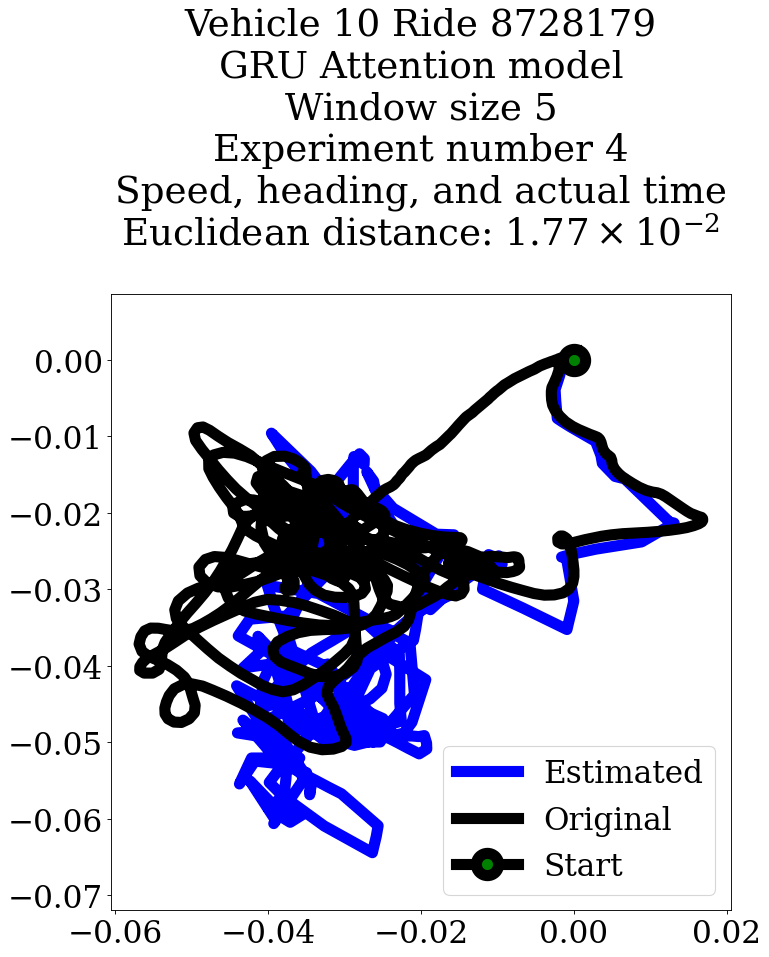 Vehicle 10 Ride 8728179
GRU Attention model
Window size 5
Experiment number 4
Speed, heading, and actual time
Euclidean distance: 1.77 × 10⁻²
0.00
−0.01
−0.02
−0.03
−0.04
−0.05
−0.06
−0.07
Estimated
Original
Start
−0.06 −0.04 −0.02 0.00 0.02